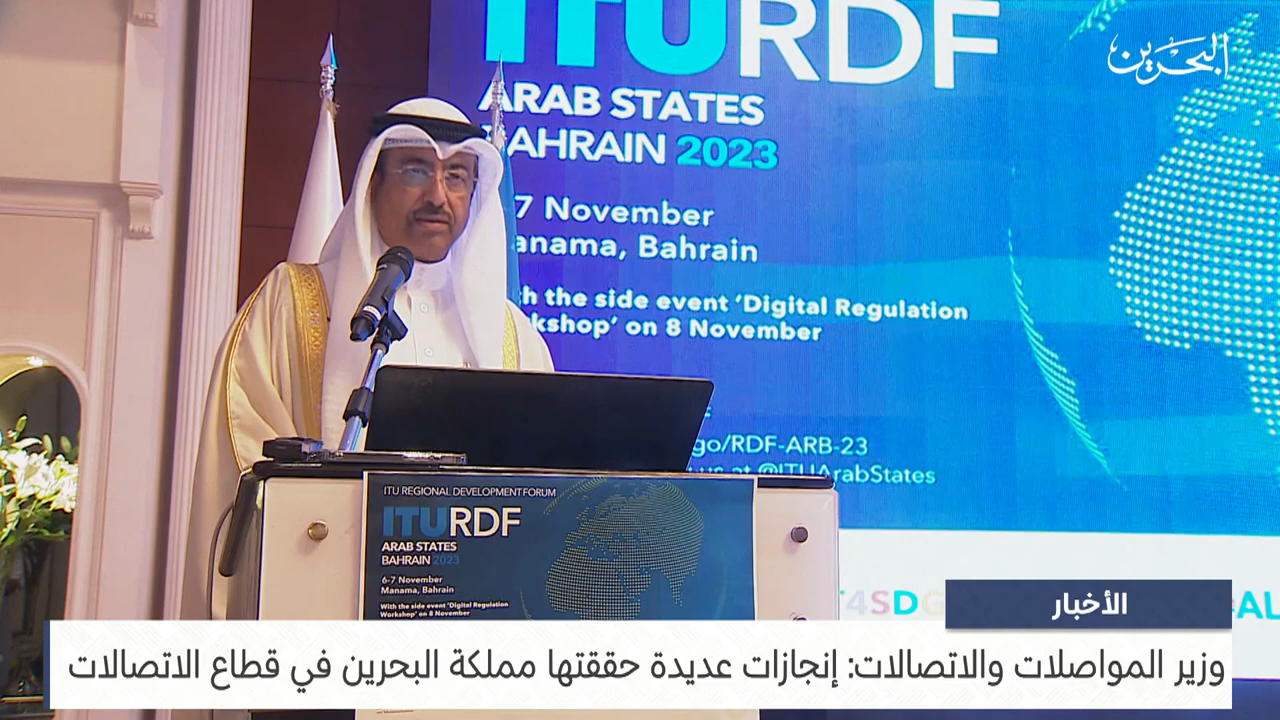 ITURDF
ARAB STATES
BAHRAIN 2023
7 November
Manama, Bahrain
the side event ‘Digital Regulation
Workshop’ on 8 November
go/RDF-ARB-23
us at @ITUArabStates
البحرين
ITU REGIONAL DEVELOPMENT FORUM
ITURDF
ARAB STATES
BAHRAIN 2023
6-7 November
Manama, Bahrain
With the side event ‘Digital Regulation
Workshop’ on 8 November
الأخبار
وزير المواصلات والاتصالات: إنجازات عديدة حققتها مملكة البحرين في قطاع الاتصالات